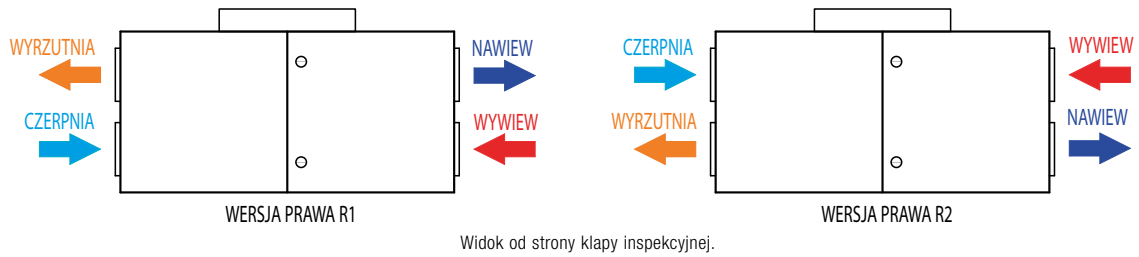 WYRZUTNIA
NAWIEW
CZERPNIA
WYWIEW
WERSJA PRAWA R1
CZERPNIA
WYWIEW
WYRZUTNIA
NAWIEW
WERSJA PRAWA R2
Widok od strony klapy inspekcyjnej.